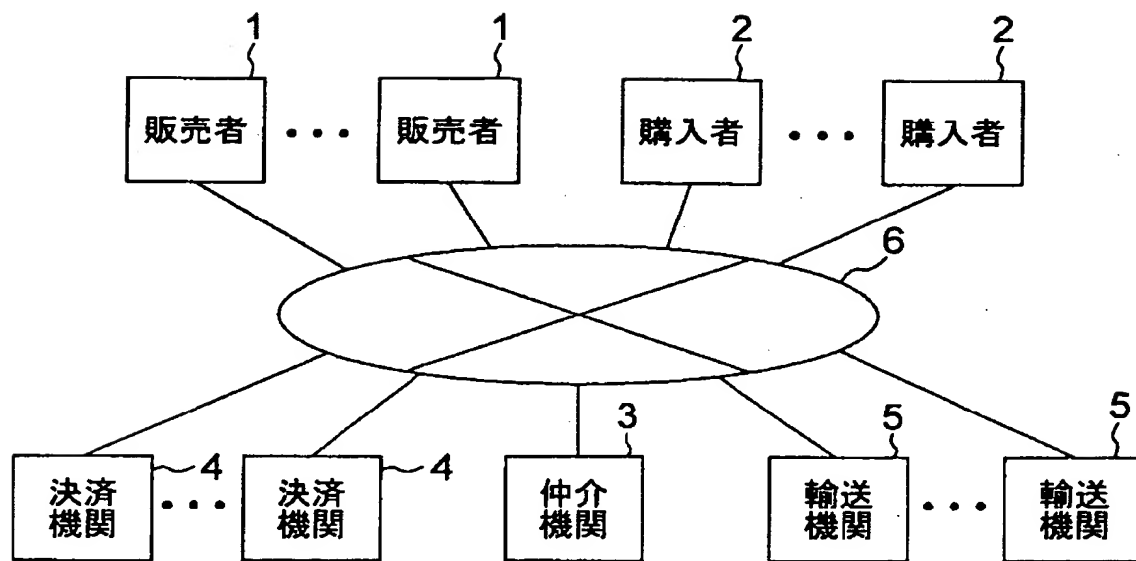 1 1 2 2
販売者 ・・・ 販売者 購入者 ・・・ 購入者
6
4 4 3 5 5
決済機関 ・・・ 決済機関 仲介機関 輸送機関 ・・・ 輸送機関